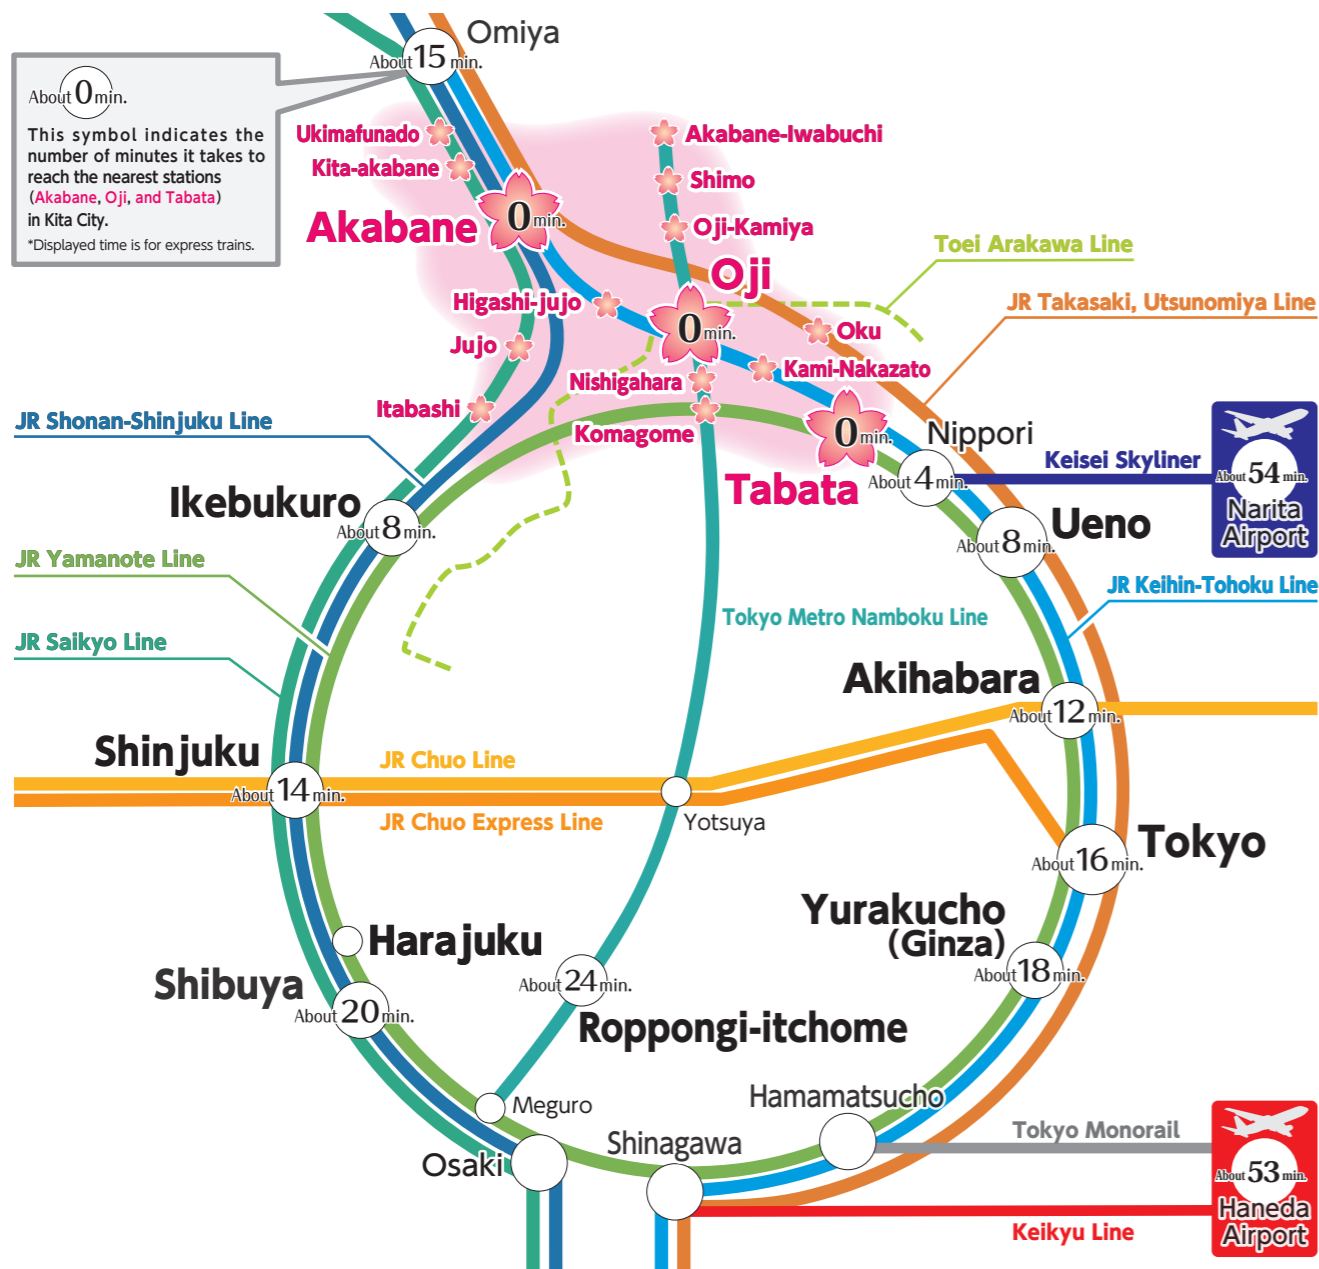 Omiya
About 15 min.
About 0 min.
This symbol indicates the
number of minutes it takes to
reach the nearest stations
(Akabane, Oji, and Tabata)
in Kita City.
*Displayed time is for express trains.
Ukimafunado
Akabane-Iwabuchi
Kita-akabane
Shimo
Akabane
0 min.
Oji-Kamiya
Toei Arakawa Line
Oji
Higashi-jujo
JR Takasaki, Utsunomiya Line
0 min.
Oku
Jujo
Kami-Nakazato
Nishigahara
Itabashi
JR Shonan-Shinjuku Line
Komagome
0 min.
Nippori
Keisei Skyliner
About 54 min.
Narita
Airport
Tabata
About 4 min.
Ikebukuro
About 8 min.
Ueno
About 8 min.
JR Yamanote Line
JR Keihin-Tohoku Line
Tokyo Metro Namboku Line
JR Saikyo Line
Akihabara
About 12 min.
Shinjuku
JR Chuo Line
About 14 min.
JR Chuo Express Line
Yotsuya
Tokyo
About 16 min.
Yurakucho
(Ginza)
About 18 min.
Harajuku
Shibuya
About 20 min.
About 24 min.
Roppongi-itchome
Meguro
Hamamatsucho
Tokyo Monorail
Shinagawa
Osaki
About 53 min.
Haneda
Airport
Keikyu Line